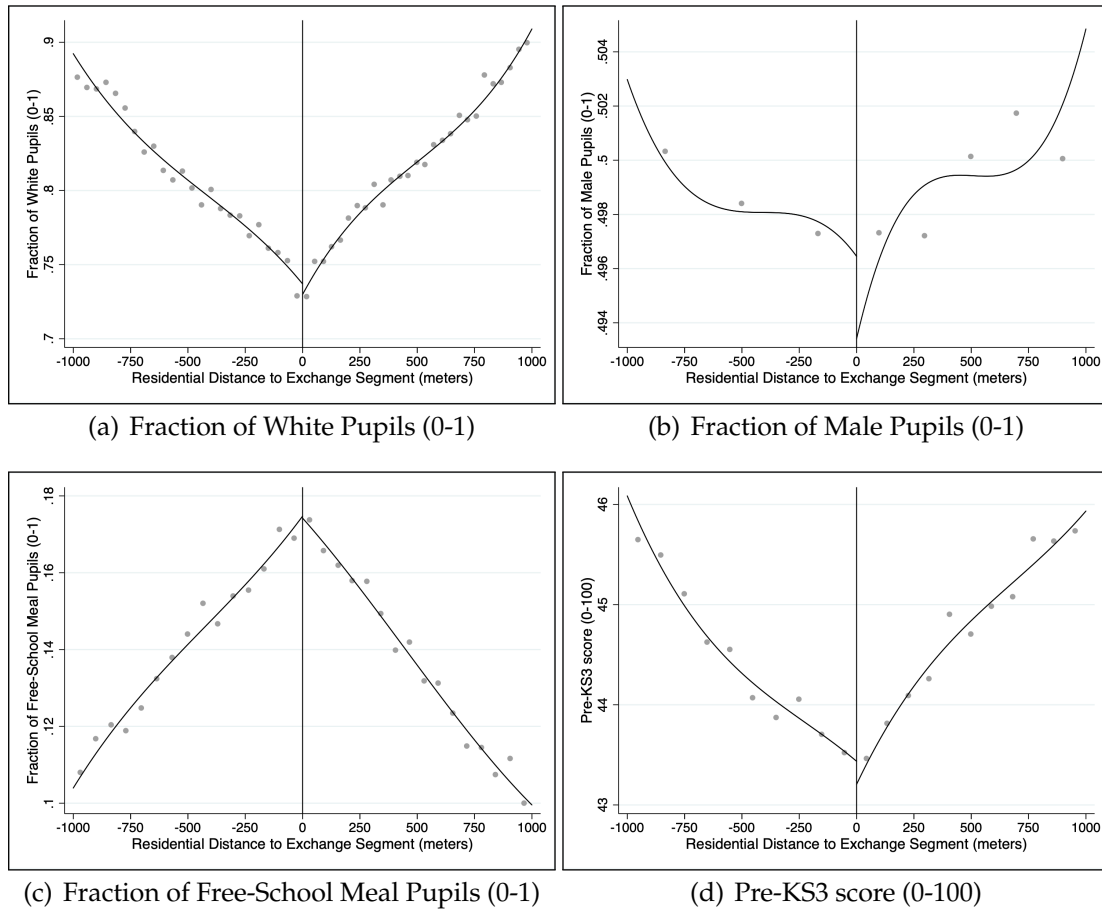 Fraction of White Pupils (0-1)
.9
.85
.8
.75
.7
-1000 -750 -500 -250 0 250 500 750 1000
Residential Distance to Exchange Segment (meters)
(a) Fraction of White Pupils (0-1)
Fraction of Male Pupils (0-1)
.504
.502
.5
.498
.496
.494
-1000 -750 -500 -250 0 250 500 750 1000
Residential Distance to Exchange Segment (meters)
(b) Fraction of Male Pupils (0-1)
Fraction of Free-School Meal Pupils (0-1)
.18
.16
.14
.12
.1
-1000 -750 -500 -250 0 250 500 750 1000
Residential Distance to Exchange Segment (meters)
(c) Fraction of Free-School Meal Pupils (0-1)
Pre-KS3 score (0-100)
46
45
44
43
-1000 -750 -500 -250 0 250 500 750 1000
Residential Distance to Exchange Segment (meters)
(d) Pre-KS3 score (0-100)